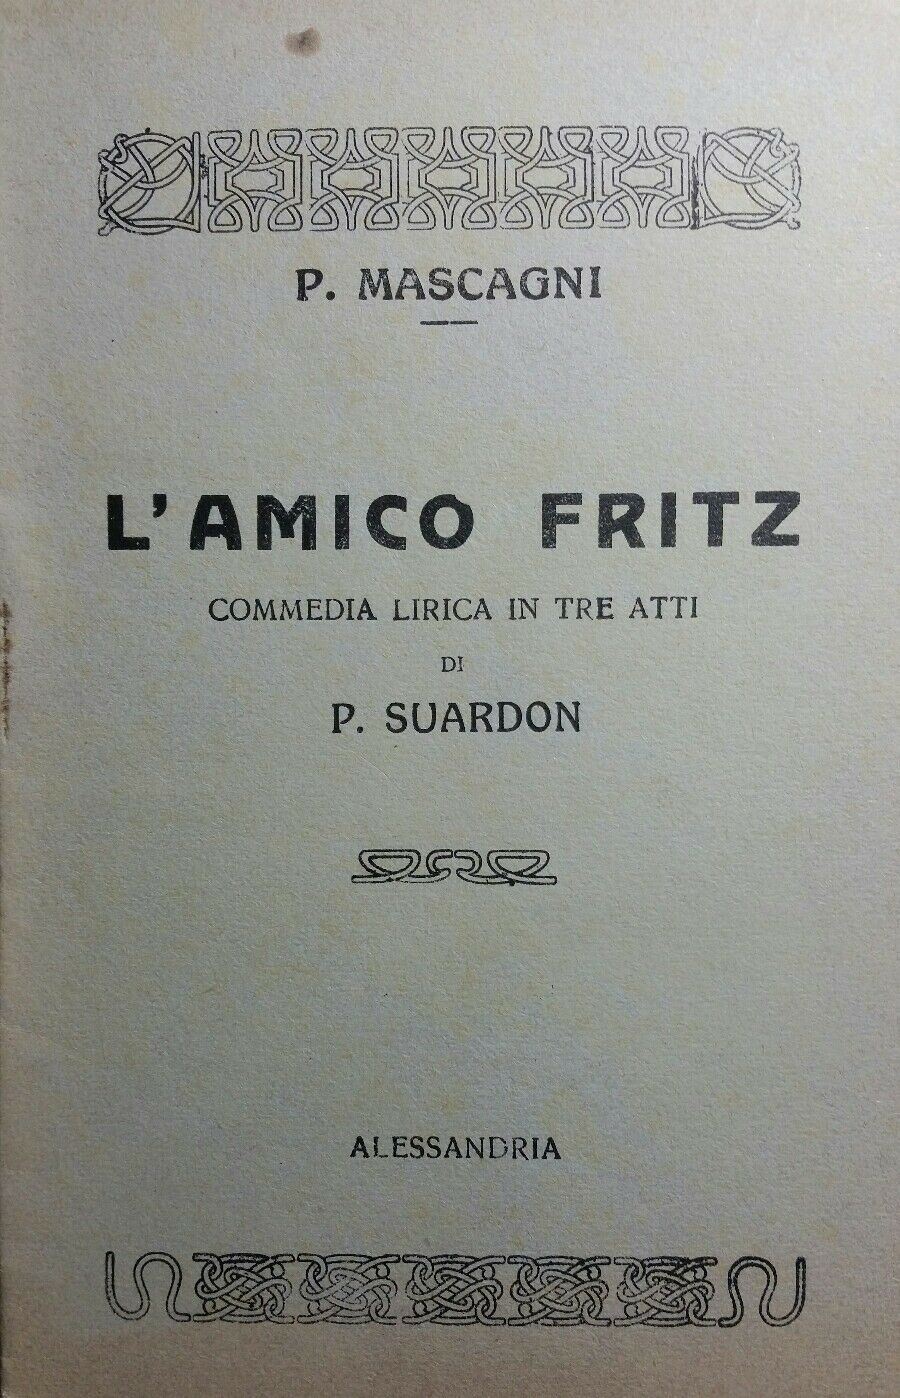 P. MASCAGNI
L'AMICO FRITZ
COMMEDIA LIRICA IN TRE ATTI
DI
P. SUARDON
ALESSANDRIA